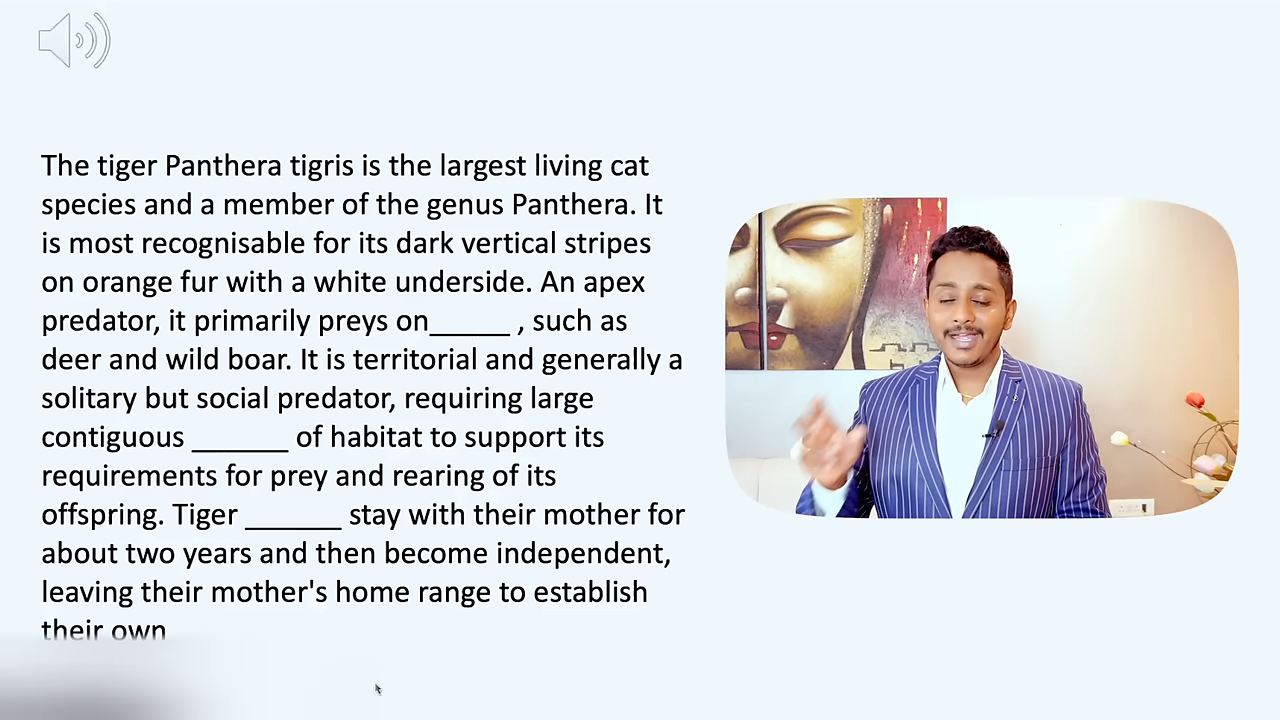 The tiger Panthera tigris is the largest living cat
species and a member of the genus Panthera. It
is most recognisable for its dark vertical stripes
on orange fur with a white underside. An apex
predator, it primarily preys on_____ , such as
deer and wild boar. It is territorial and generally a
solitary but social predator, requiring large
contiguous ______ of habitat to support its
requirements for prey and rearing of its
offspring. Tiger ______ stay with their mother for
about two years and then become independent,
leaving their mother's home range to establish
their own